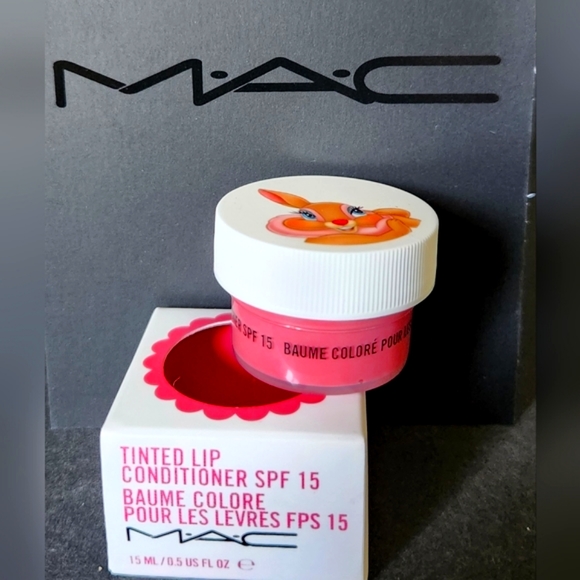 M·A·C
NER SPF 15 BAUME COLORÉ POUR
TINTED LIP
CONDITIONER SPF 15
BAUME COLORE
POUR LES LEVRES FPS 15
M·A·C
15 ML/0.5 US FL OZ ℮